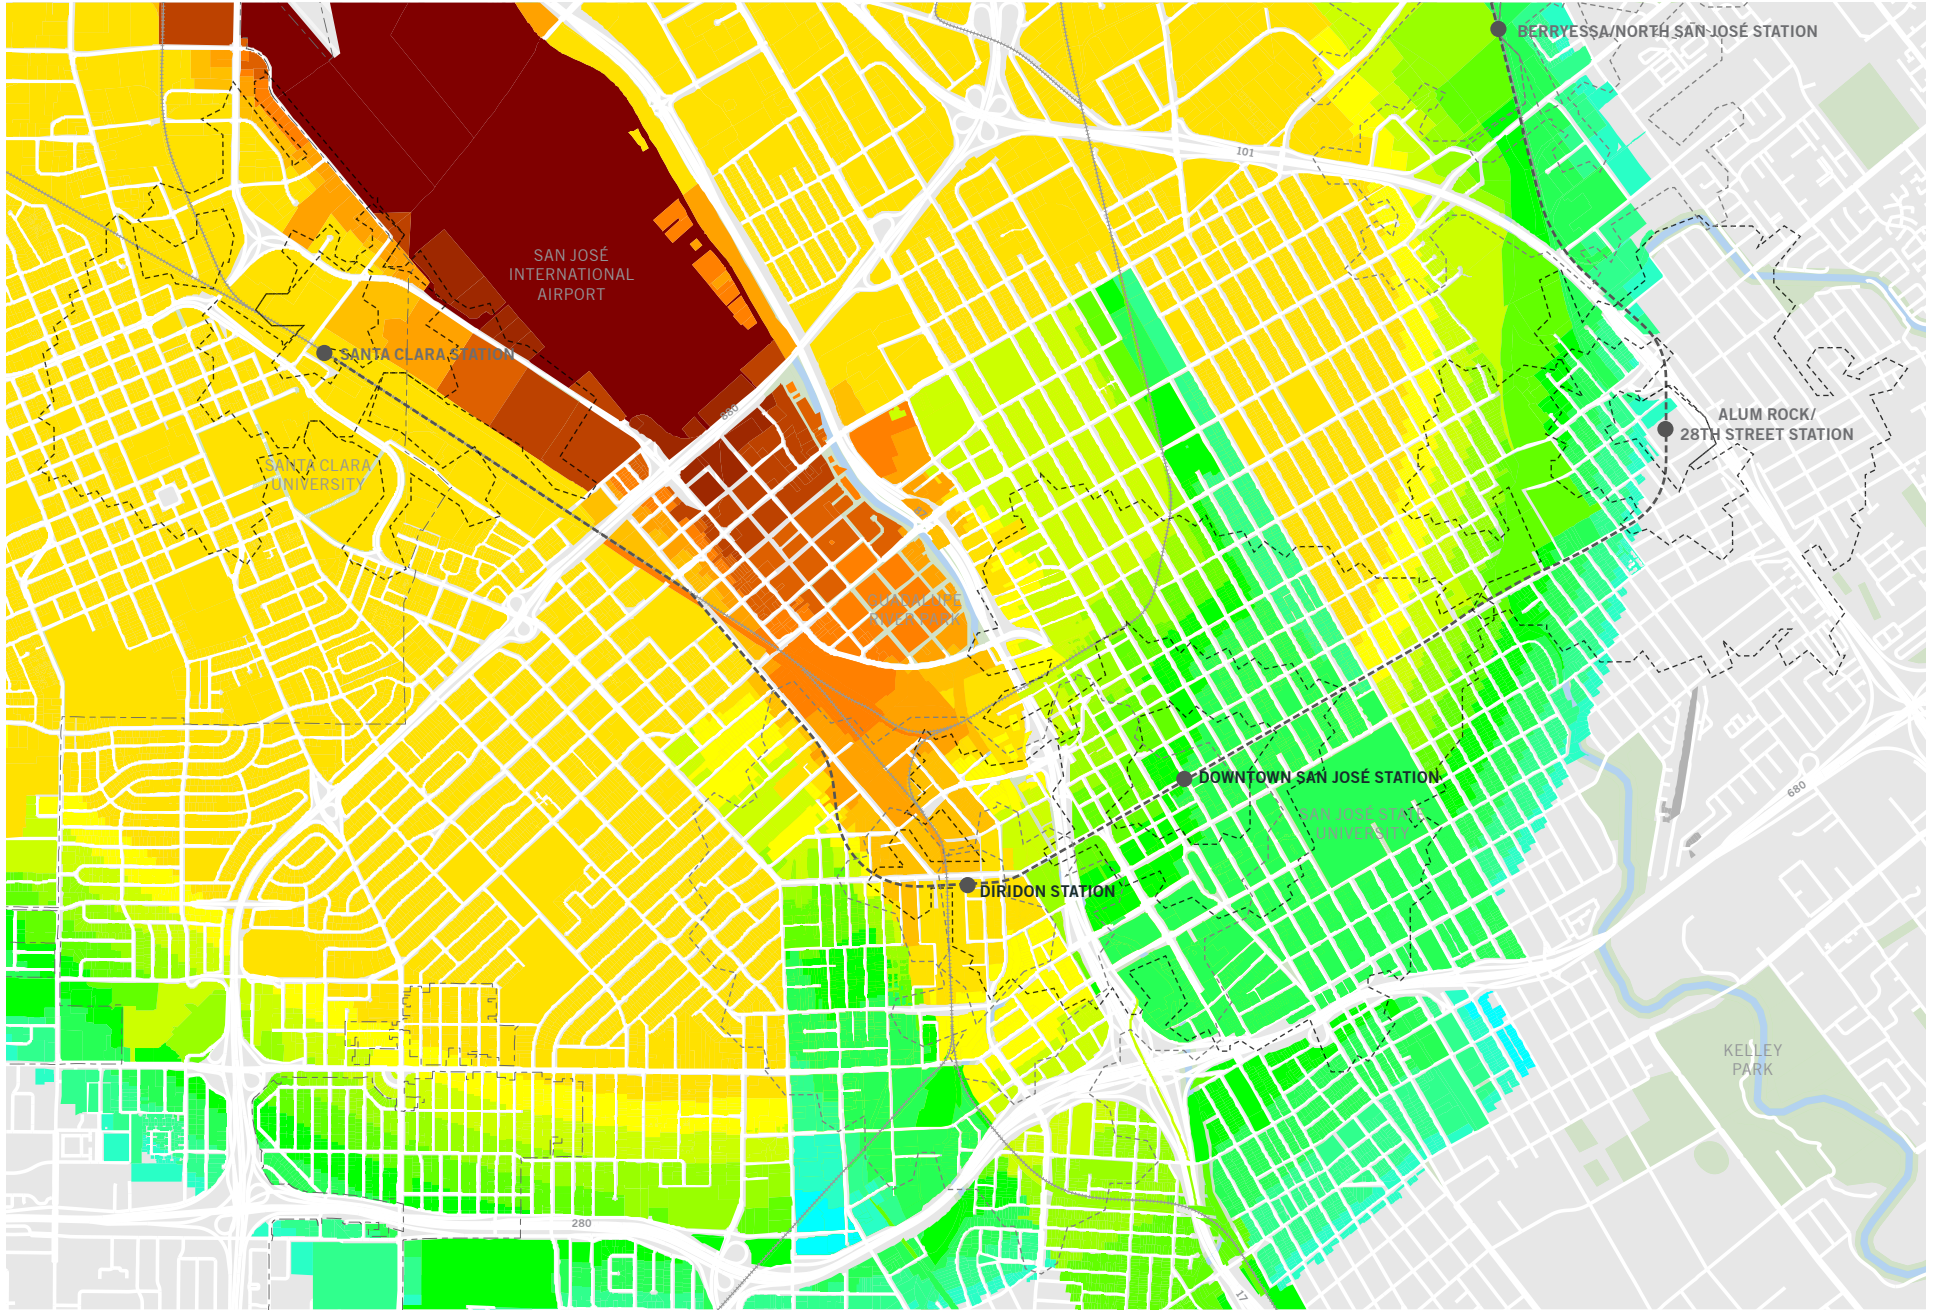 BERRYESSA/NORTH SAN JOSÉ STATION
101
SAN JOSÉ
INTERNATIONAL
AIRPORT
SANTA CLARA STATION
880
ALUM ROCK/
28TH STREET STATION
SANTA CLARA
UNIVERSITY
GUADALUPE
RIVER PARK
DOWNTOWN SAN JOSÉ STATION
680
SAN JOSÉ STATE
UNIVERSITY
DIRIDON STATION
KELLEY
PARK
280
17